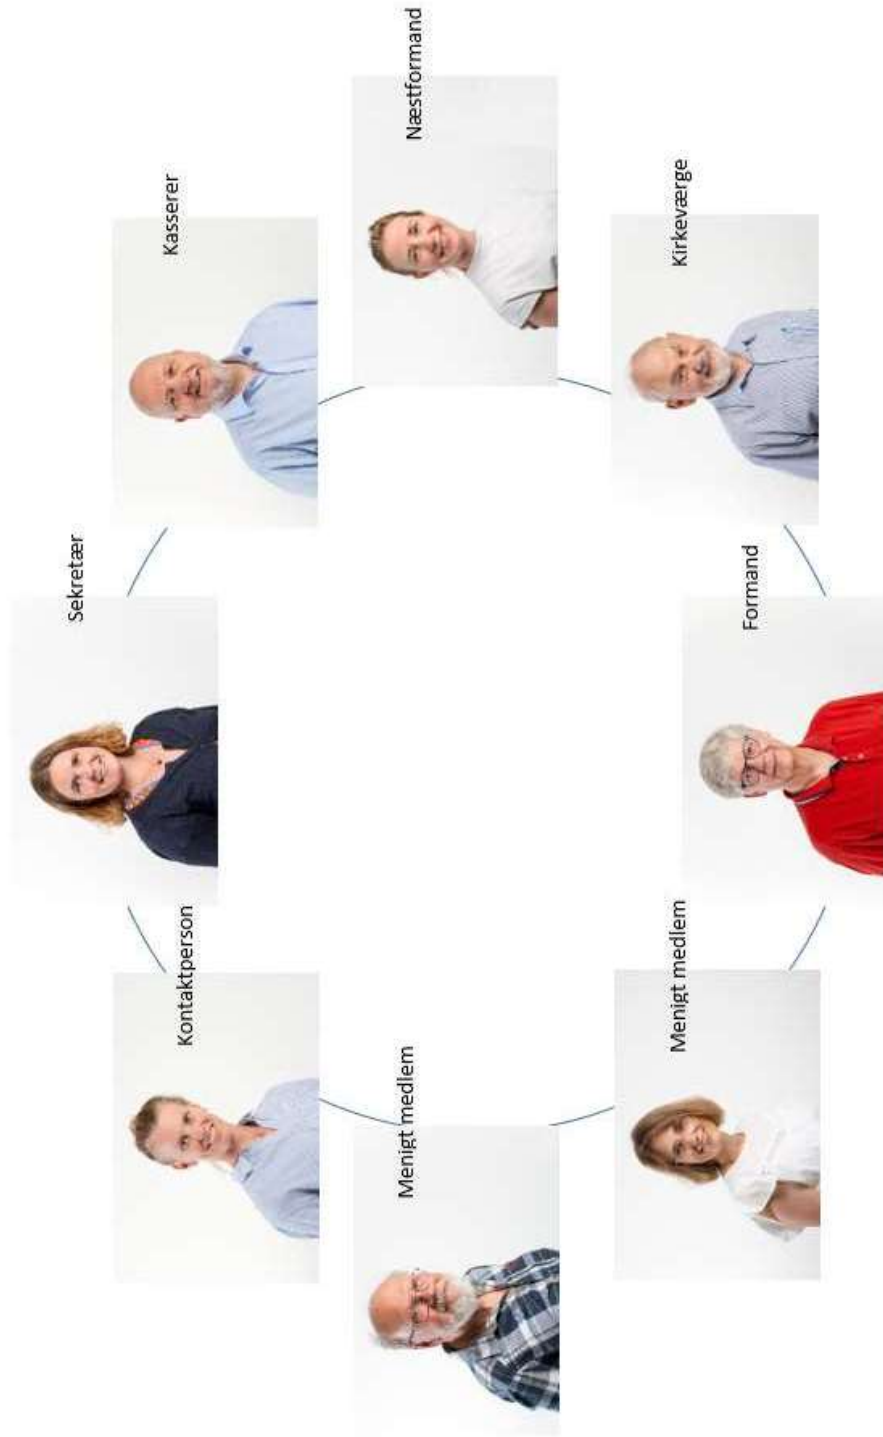 Sekretær
Kontaktperson
Kasserer
Menigt medlem
Næstformand
Menigt medlem
Kirkeværge
Formand